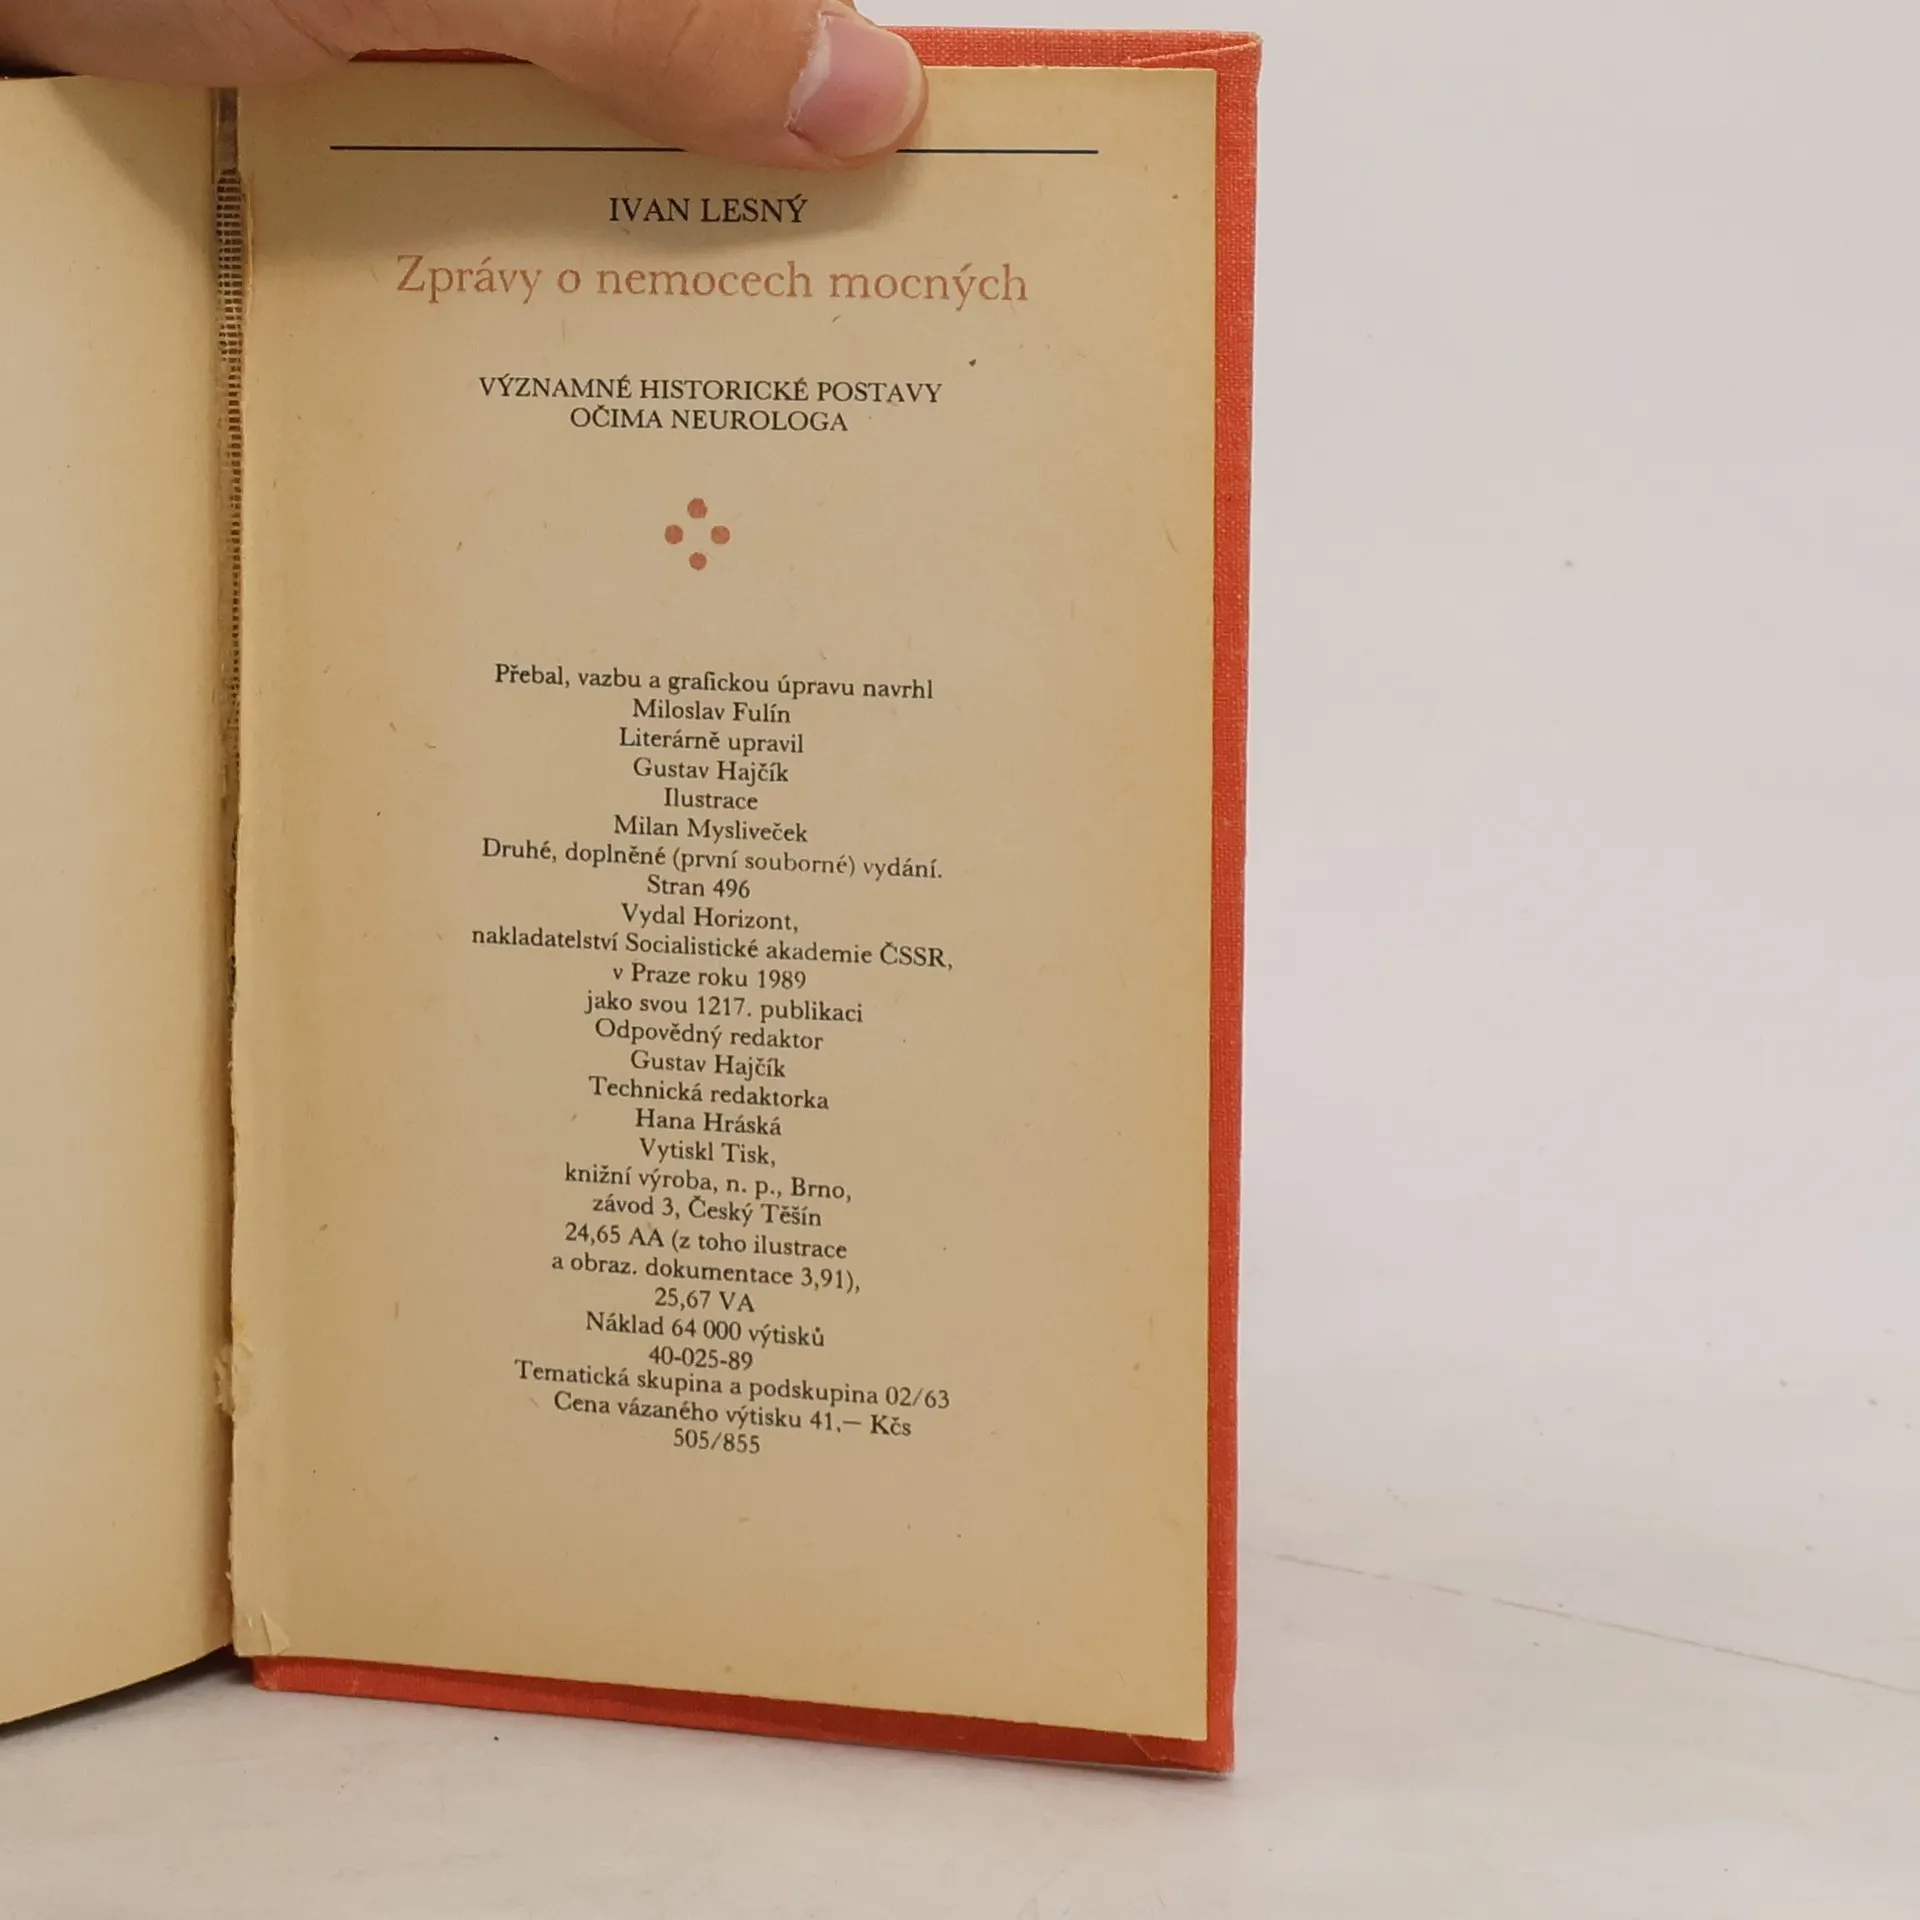 IVAN LESNÝ
Zprávy o nemocech mocných
VÝZNAMNÉ HISTORICKÉ POSTAVY
OČIMA NEUROLOGA
Přebal, vazbu a grafickou úpravu navrhl
Miloslav Fulín
Literárně upravil
Gustav Hajčík
Ilustrace
Milan Mysliveček
Druhé, doplněné (první souborné) vydání.
Stran 496
Vydal Horizont,
nakladatelství Socialistické akademie ČSSR,
v Praze roku 1989
jako svou 1217. publikaci
Odpovědný redaktor
Gustav Hajčík
Technická redaktorka
Hana Hráská
Vytiskl Tisk,
knižní výroba, n. p., Brno,
závod 3, Český Těšín
24,65 AA (z toho ilustrace
a obraz. dokumentace 3,91),
25,67 VA
Náklad 64 000 výtisků
40-025-89
Tematická skupina a podskupina 02/63
Cena vázaného výtisku 41,— Kčs
505/855